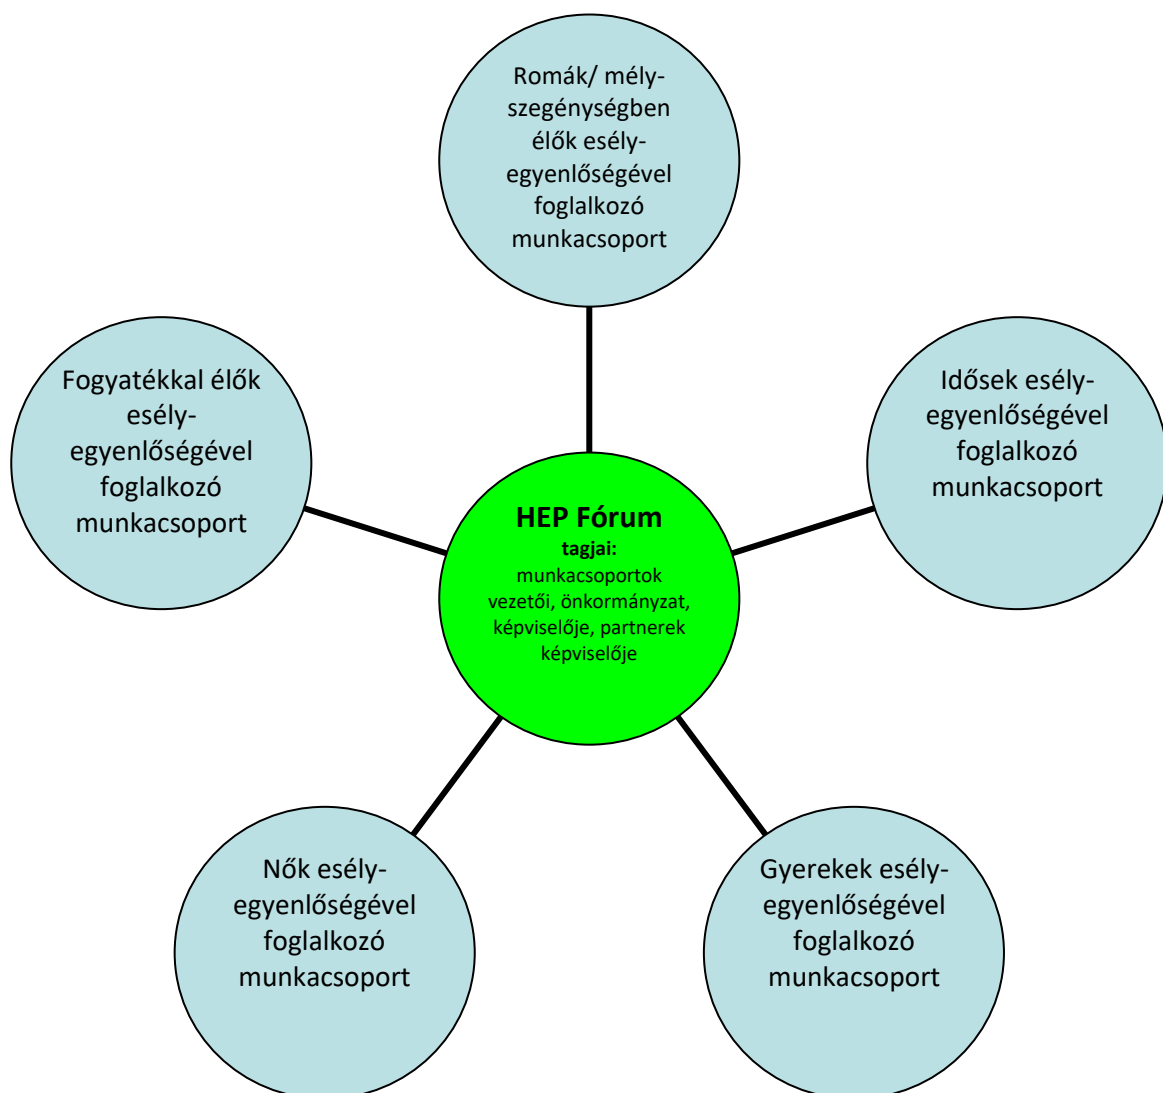 Romák/ mély-
szegénységben
élők esély-
egyenlőségével
foglalkozó
munkacsoport
Fogyatékkal élők
esély-
egyenlőségével
foglalkozó
munkacsoport
Idősek esély-
egyenlőségével
foglalkozó
munkacsoport
HEP Fórum
tagjai:
munkacsoportok
vezetői, önkormányzat,
képviselője, partnerek
képviselője
Nők esély-
egyenlőségével
foglalkozó
munkacsoport
Gyerekek esély-
egyenlőségével
foglalkozó
munkacsoport